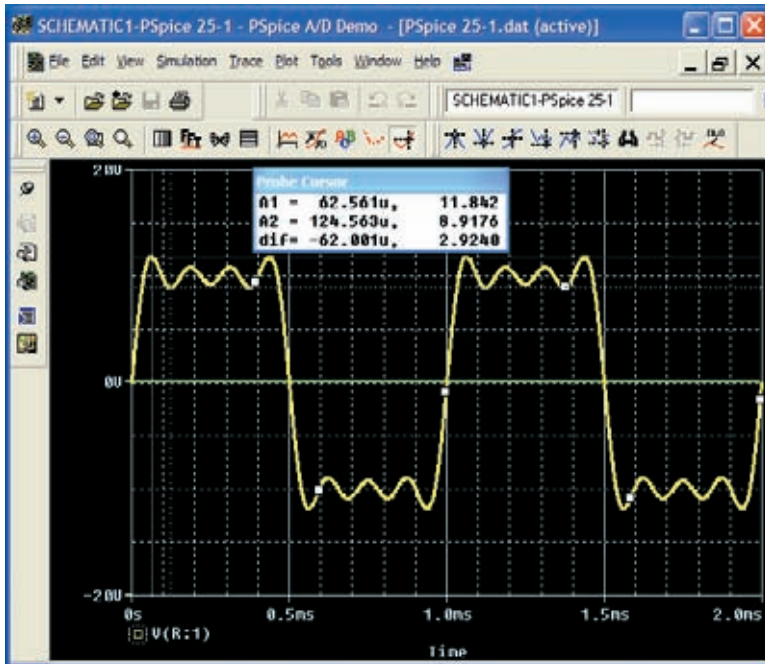 SCHEMATIC1-PSpice 25-1 - PSpice A/D Demo - [PSpice 25-1.dat (active)]
File Edit View Simulation Trace Plot Tools Window Help
SCHEMATIC1-PSpice 25-1
FFT
20V
Probe Cursor
A1 = 62.561u, 11.842
A2 = 124.563u, 8.9176
dif= -62.001u, 2.9240
0V
-20V
0s 0.5ms 1.0ms 1.5ms 2.0ms
V(R:1)
Time